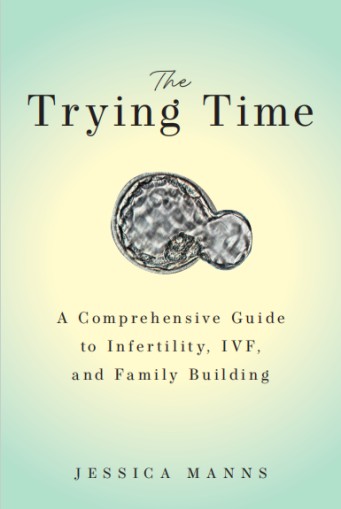 The
Trying Time
A Comprehensive Guide
to Infertility, IVF,
and Family Building
JESSICA MANNS